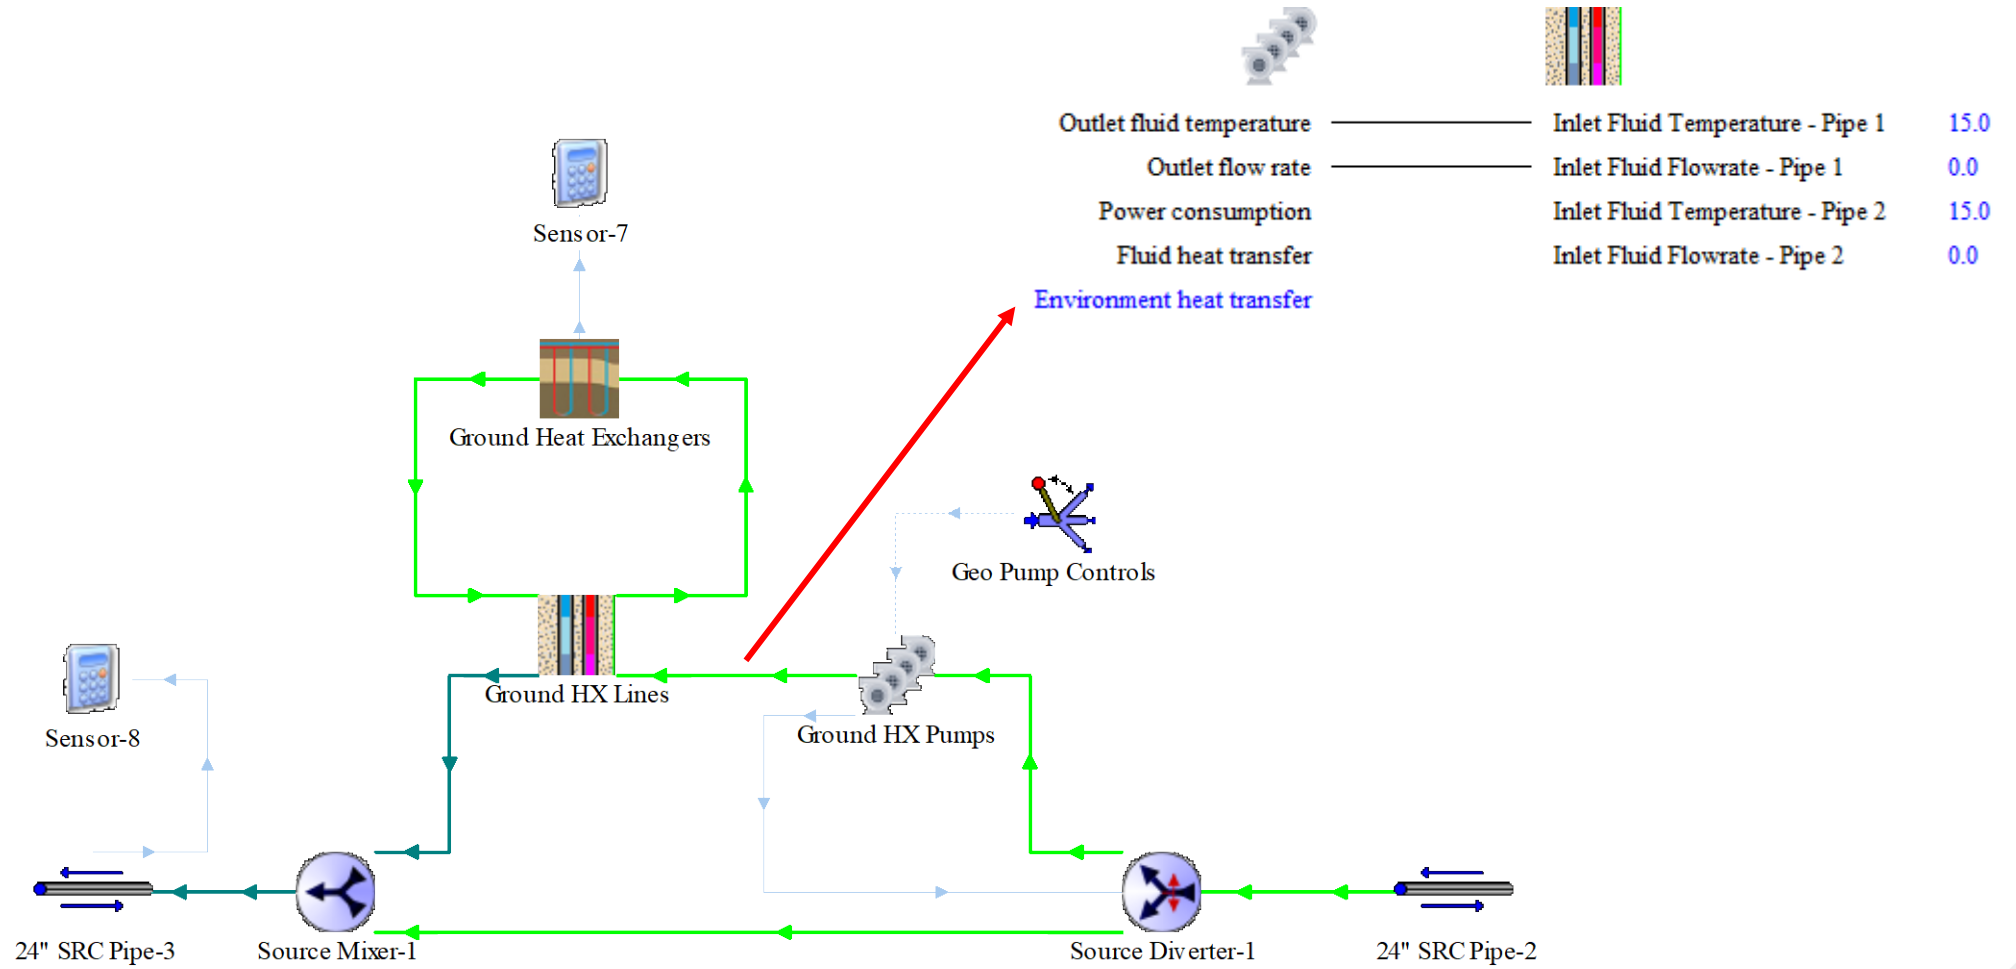 Outlet fluid temperature Inlet Fluid Temperature - Pipe 1 15.0
Outlet flow rate Inlet Fluid Flowrate - Pipe 1 0.0
Power consumption Inlet Fluid Temperature - Pipe 2 15.0
Fluid heat transfer Inlet Fluid Flowrate - Pipe 2 0.0
Environment heat transfer
Sensor-7
Ground Heat Exchangers
Geo Pump Controls
Ground HX Lines
Ground HX Pumps
Sensor-8
24" SRC Pipe-3
Source Mixer-1
Source Diverter-1
24" SRC Pipe-2